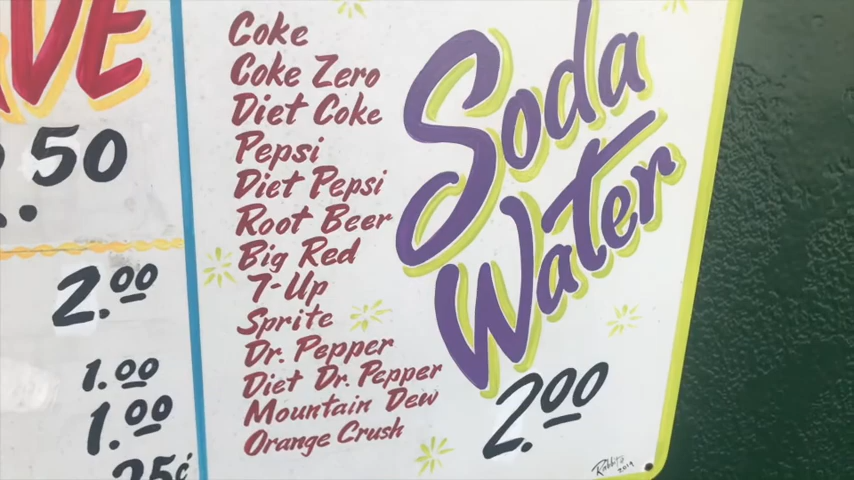 .50
2.00
1.00
1.00
25¢
Coke
Coke Zero
Diet Coke
Pepsi
Diet Pepsi
Root Beer
Big Red
7-Up
Sprite
Dr. Pepper
Diet Dr. Pepper
Mountain Dew
Orange Crush
Soda
Water
2.00
2019